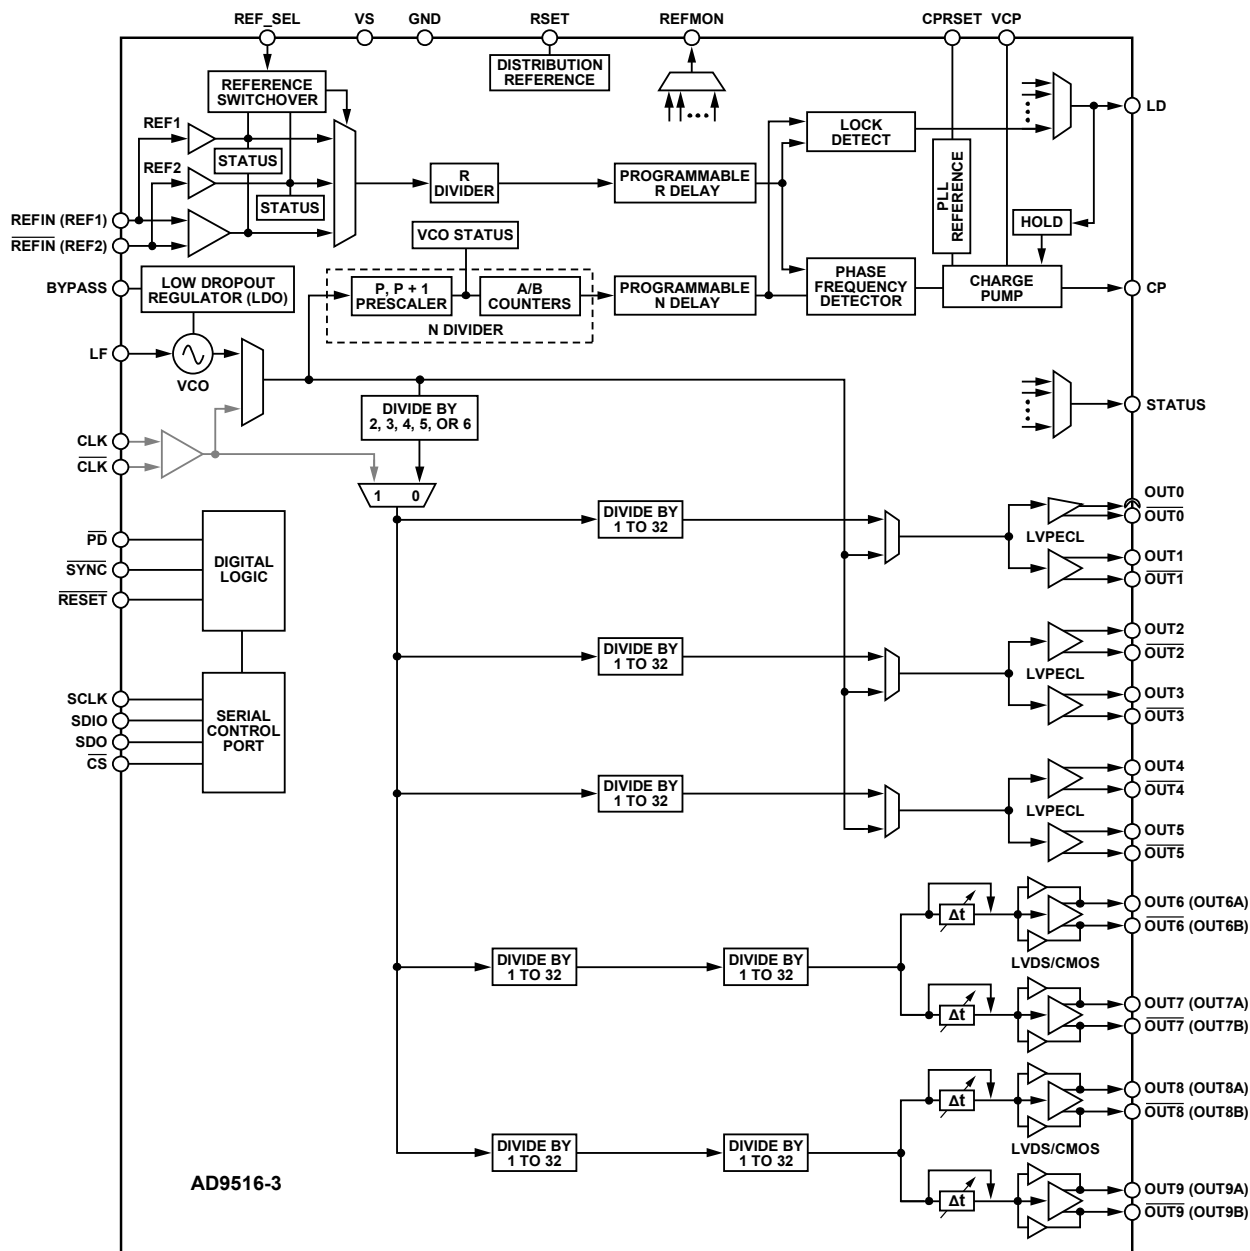 REF_SEL VS GND RSET REFMON CPRSET VCP
DISTRIBUTION
REFERENCE
REFERENCE
SWITCHOVER
REF1
STATUS
REF2
STATUS
R
DIVIDER
PROGRAMMABLE
R DELAY
LOCK
DETECT
LD
PLL
REFERENCE
HOLD
REFIN (REF1)
REFIN (REF2)
BYPASS
LOW DROPOUT
REGULATOR (LDO)
VCO STATUS
P, P + 1
PRESCALER
A/B
COUNTERS
N DIVIDER
PROGRAMMABLE
N DELAY
PHASE
FREQUENCY
DETECTOR
CHARGE
PUMP
CP
LF
VCO
DIVIDE BY
2, 3, 4, 5, OR 6
STATUS
CLK
CLK
1 0
PD
SYNC
RESET
DIGITAL
LOGIC
DIVIDE BY
1 TO 32
LVPECL
OUT0
OUT0
OUT1
OUT1
SCLK
SDIO
SDO
CS
SERIAL
CONTROL
PORT
DIVIDE BY
1 TO 32
LVPECL
OUT2
OUT2
OUT3
OUT3
DIVIDE BY
1 TO 32
LVPECL
OUT4
OUT4
OUT5
OUT5
DIVIDE BY
1 TO 32
DIVIDE BY
1 TO 32
Δt
Δt
LVDS/CMOS
OUT6 (OUT6A)
OUT6 (OUT6B)
OUT7 (OUT7A)
OUT7 (OUT7B)
DIVIDE BY
1 TO 32
DIVIDE BY
1 TO 32
Δt
Δt
LVDS/CMOS
OUT8 (OUT8A)
OUT8 (OUT8B)
OUT9 (OUT9A)
OUT9 (OUT9B)
AD9516-3